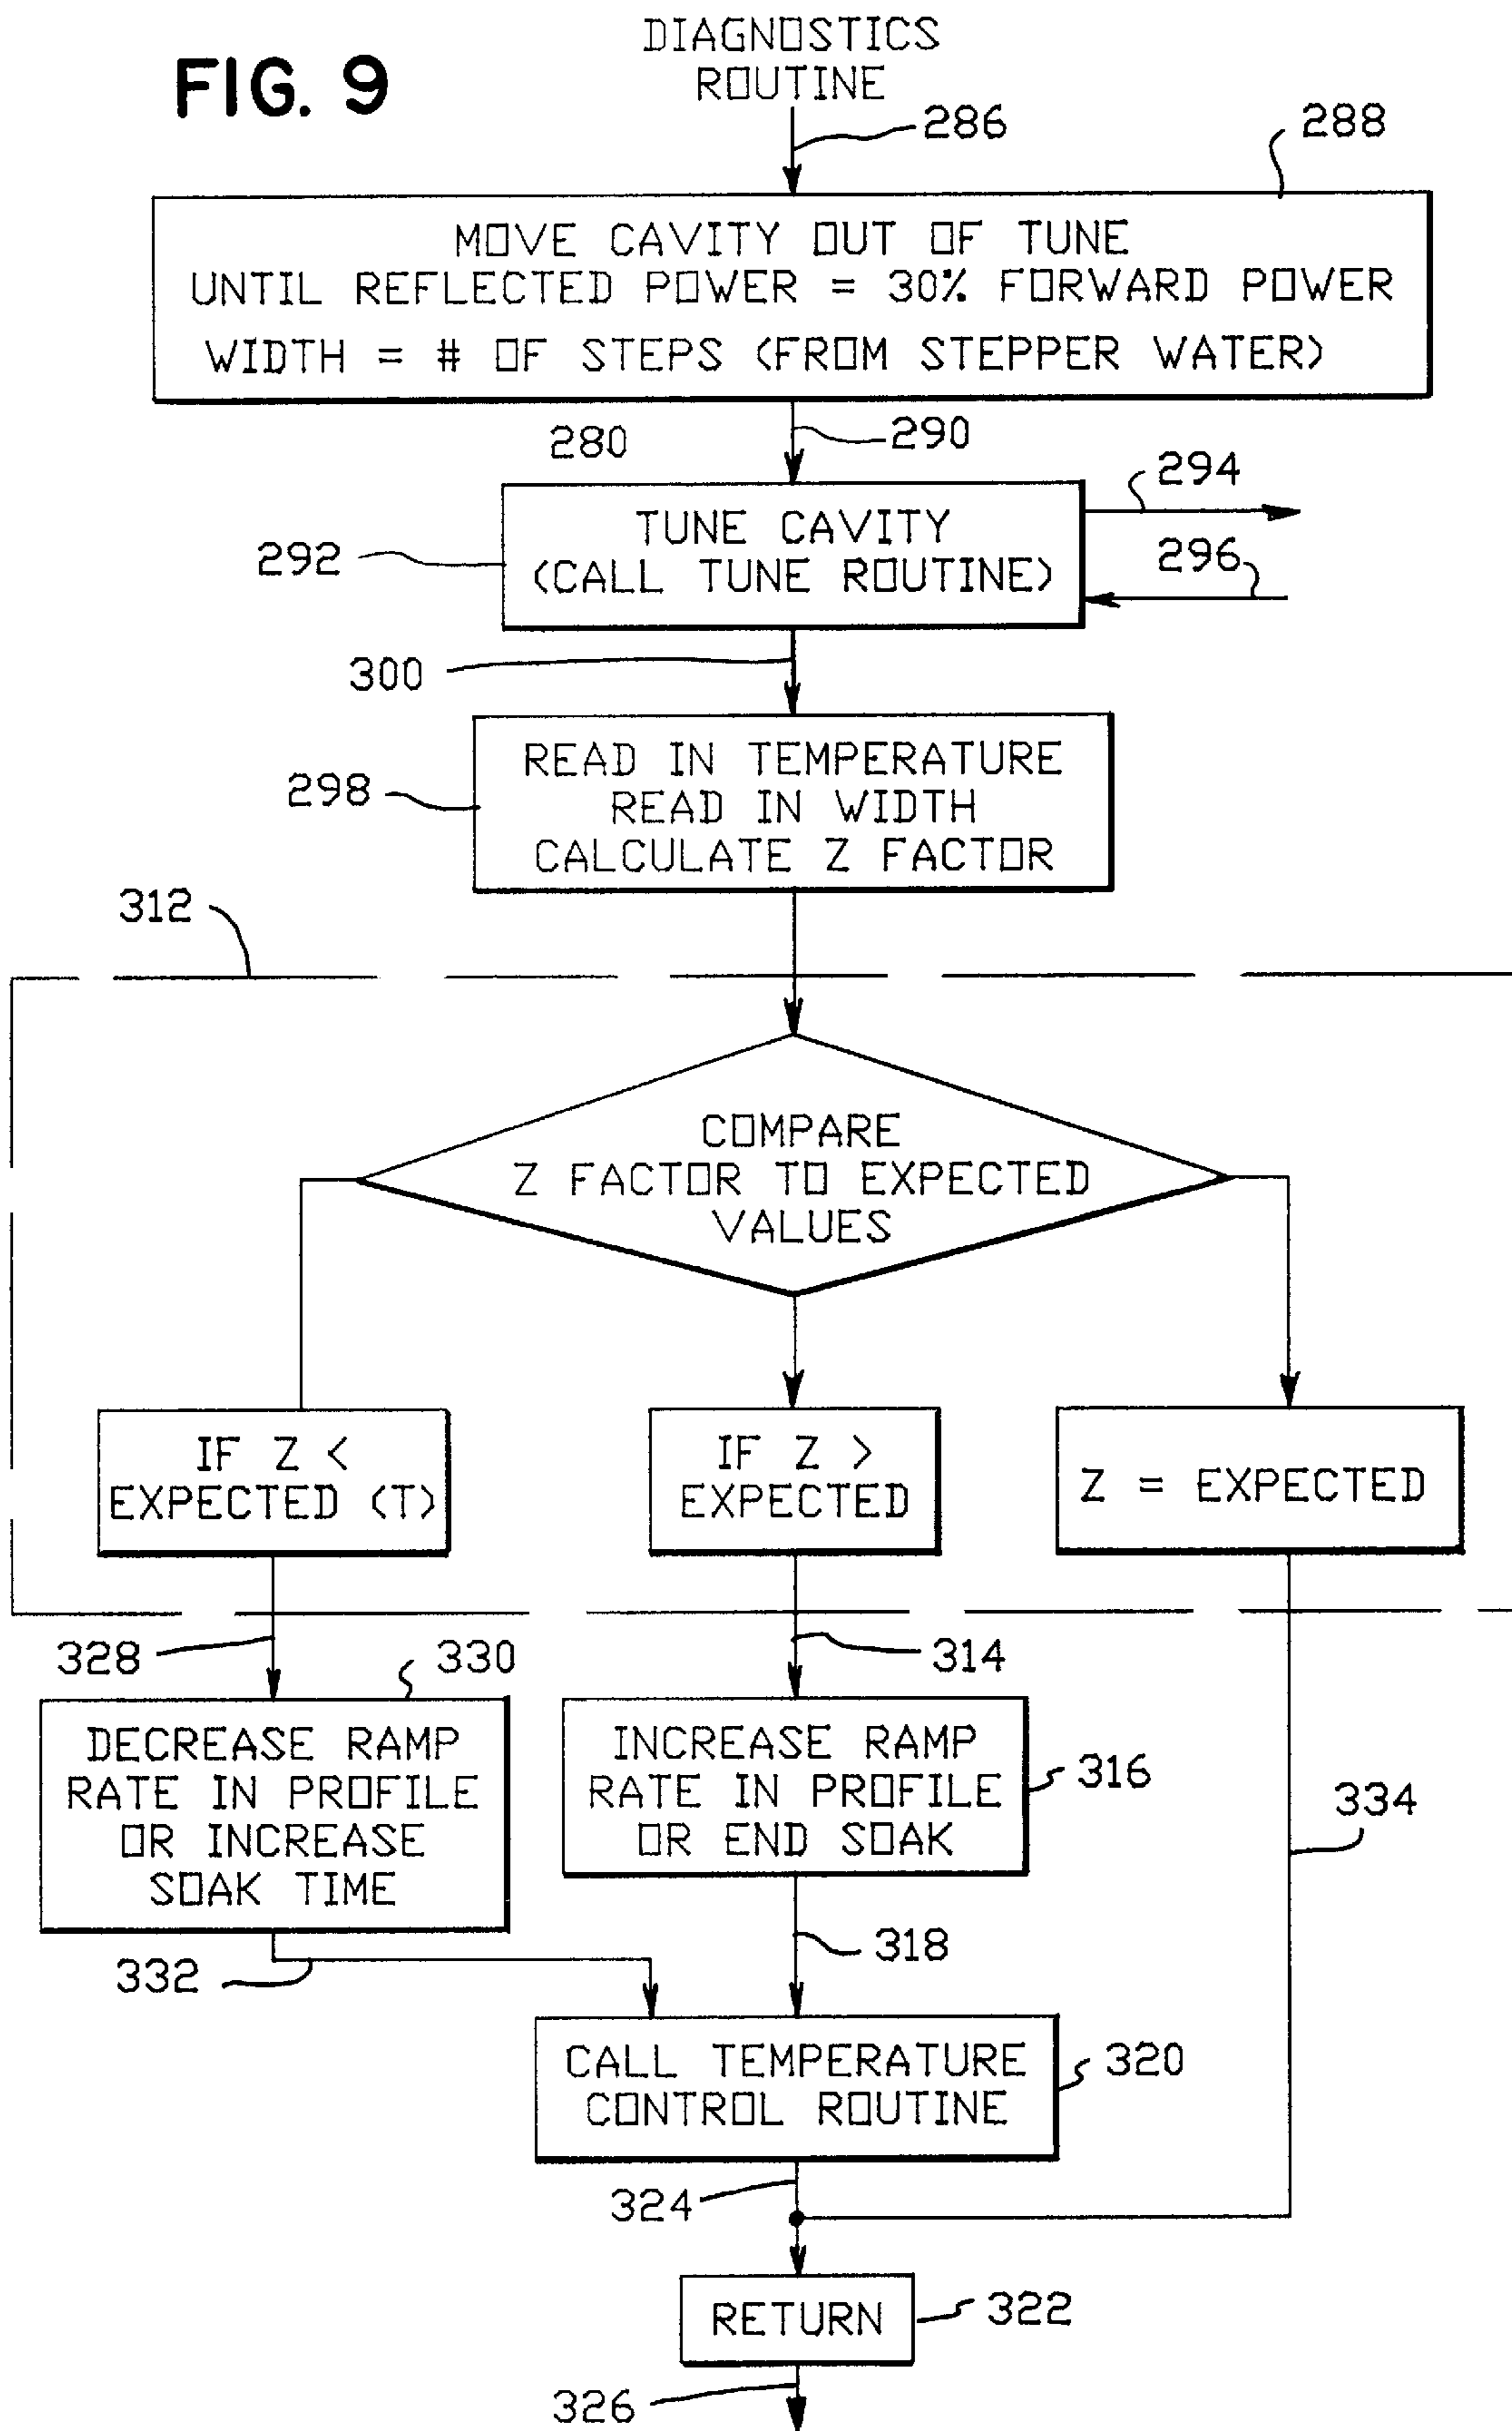 FIG. 9
DIAGNOSTICS
ROUTINE
286
288
MOVE CAVITY OUT OF TUNE
UNTIL REFLECTED POWER = 30% FORWARD POWER
WIDTH = # OF STEPS (FROM STEPPER WATER)
280
290
294
TUNE CAVITY
(CALL TUNE ROUTINE)
292
296
300
READ IN TEMPERATURE
READ IN WIDTH
CALCULATE Z FACTOR
298
312
COMPARE
Z FACTOR TO EXPECTED
VALUES
IF Z <
EXPECTED (T)
IF Z >
EXPECTED
Z = EXPECTED
328
330
314
DECREASE RAMP
RATE IN PROFILE
OR INCREASE
SOAK TIME
INCREASE RAMP
RATE IN PROFILE
OR END SOAK
316
334
332
318
CALL TEMPERATURE
CONTROL ROUTINE
320
324
RETURN
322
326